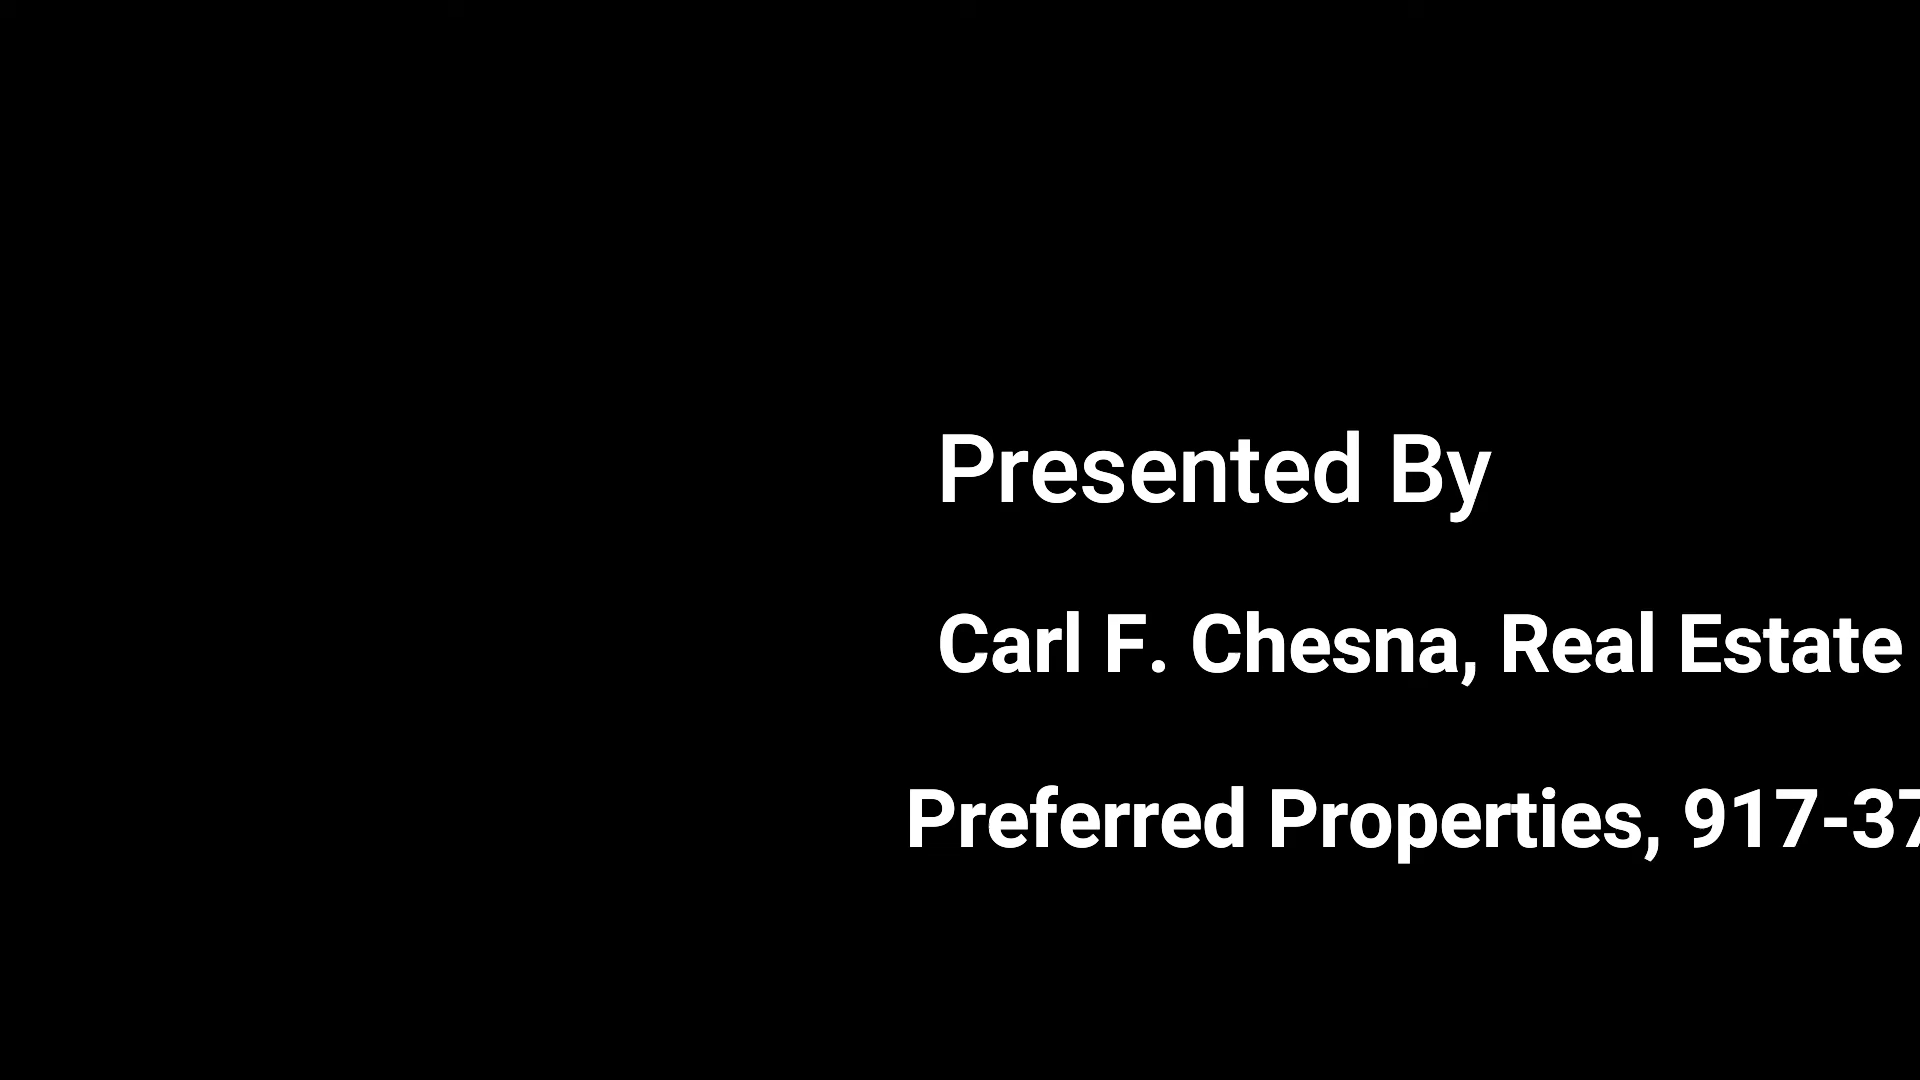 Presented By
Carl F. Chesna, Real Estate
Preferred Properties, 917-37